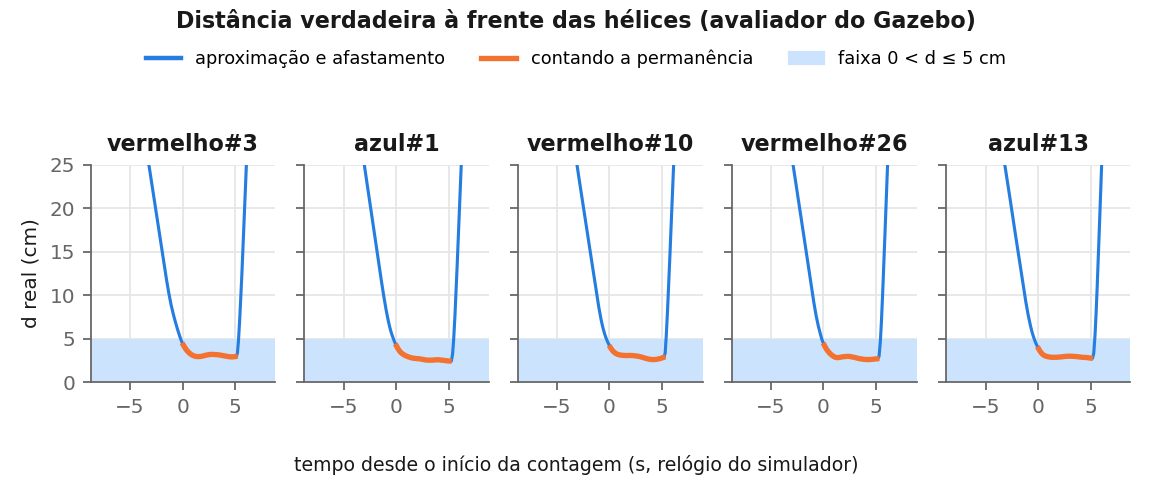 Distância verdadeira à frente das hélices (avaliador do Gazebo)
aproximação e afastamento contando a permanência faixa 0 < d ≤ 5 cm
vermelho#3 azul#1 vermelho#10 vermelho#26 azul#13
25
20
15
10
5
0
d real (cm)
−5 0 5 −5 0 5 −5 0 5 −5 0 5 −5 0 5
tempo desde o início da contagem (s, relógio do simulador)